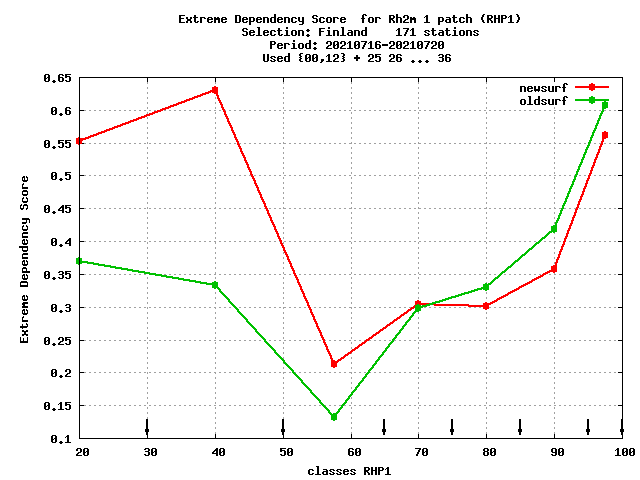 Extreme Dependency Score  for Rh2m 1 patch (RHP1)
Selection: Finland    171 stations
Period: 20210716-20210720
Used {00,12} + 25 26 ... 36
newsurf
oldsurf
0.65
0.6
0.55
0.5
0.45
0.4
0.35
0.3
0.25
0.2
0.15
0.1
Extreme Dependency Score
20 30 40 50 60 70 80 90 100
classes RHP1